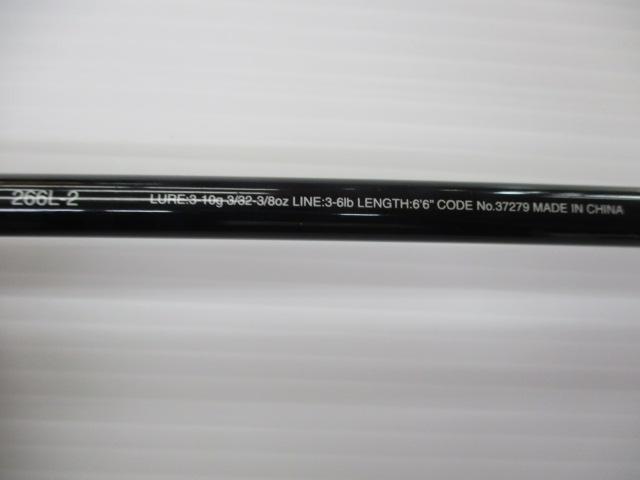 266L-2 LURE:3-10g 3/32-3/8oz LINE:3-6lb LENGTH:6'6" CODE No.37279 MADE IN CHINA